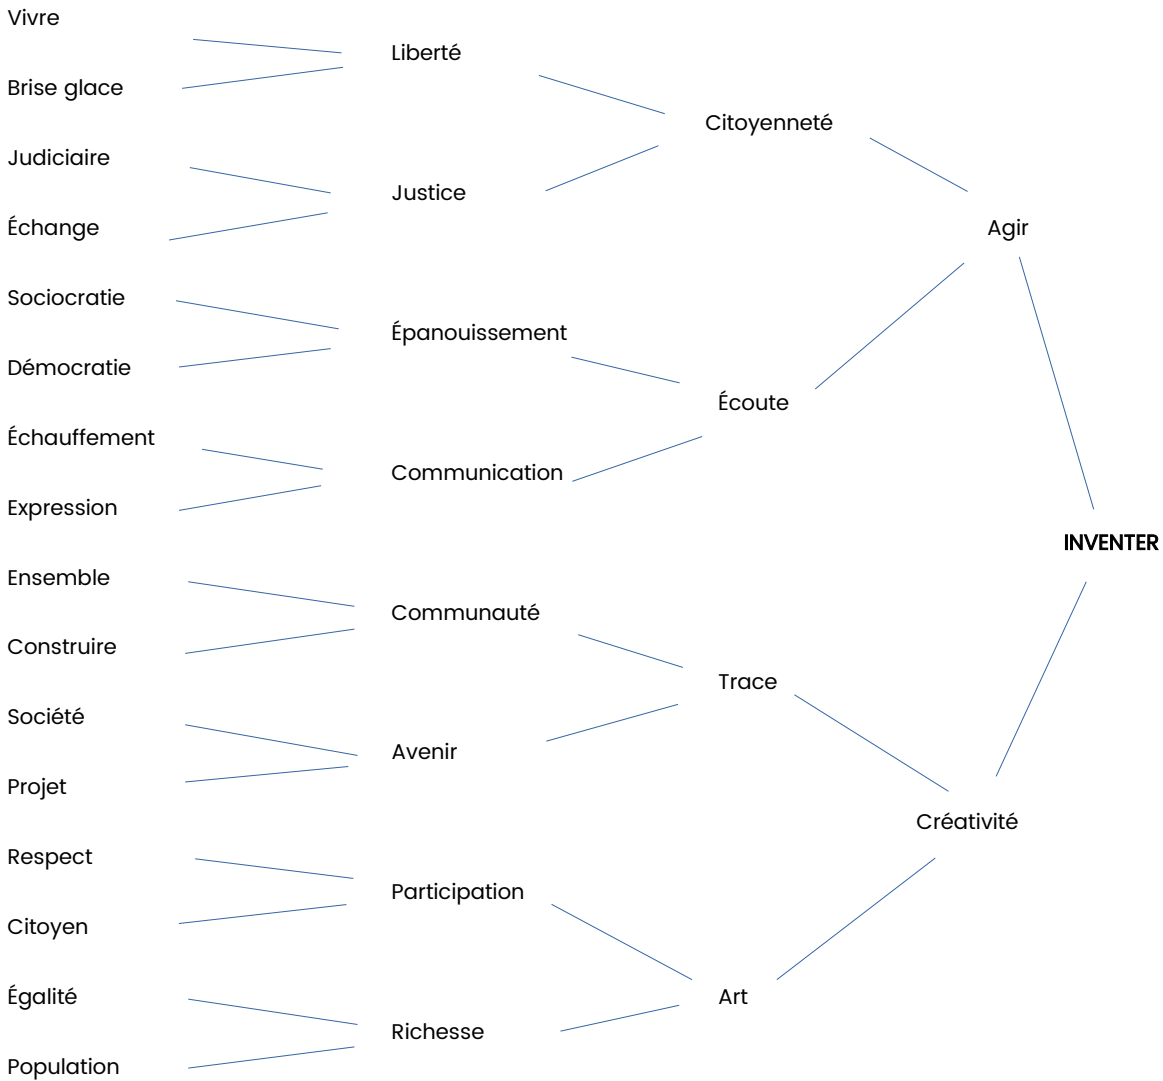 Vivre
Brise glace
Judiciaire
Échange
Sociocratie
Démocratie
Échauffement
Expression
Ensemble
Construire
Société
Projet
Respect
Citoyen
Égalité
Population
Liberté
Justice
Épanouissement
Communication
Communauté
Avenir
Participation
Richesse
Citoyenneté
Écoute
Trace
Art
Agir
Créativité
INVENTER